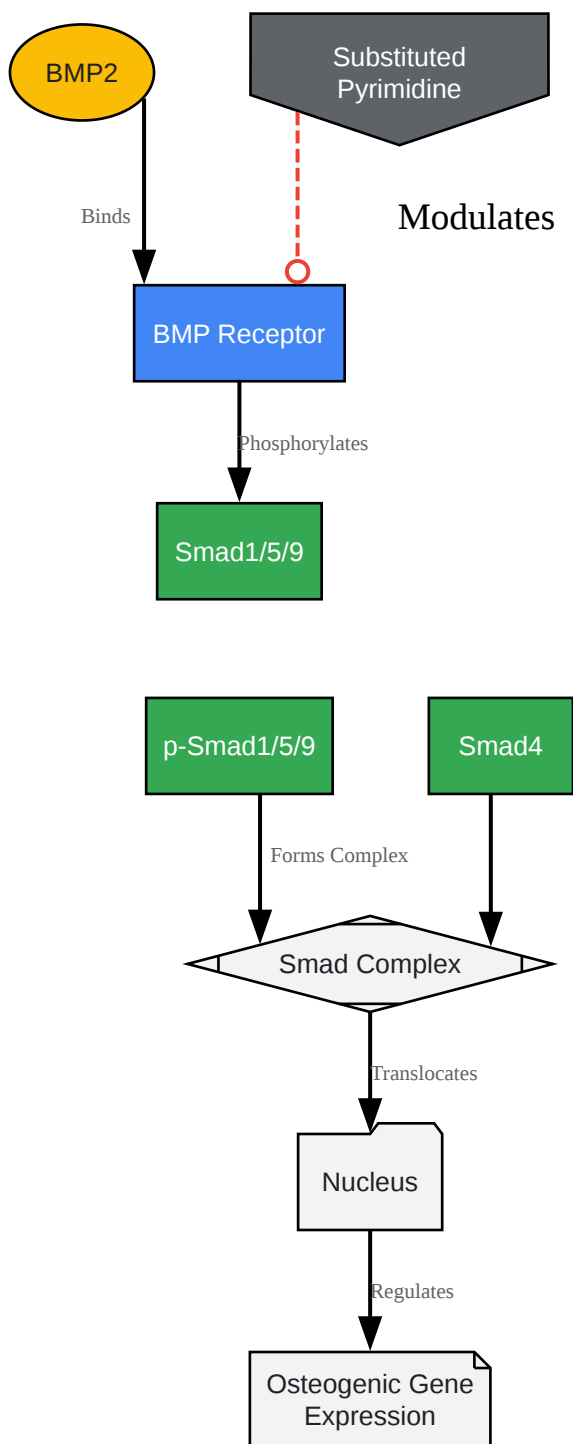 BMP2
Substituted
Pyrimidine
Binds
Modulates
BMP Receptor
Phosphorylates
Smad1/5/9
p-Smad1/5/9
Smad4
Forms Complex
Smad Complex
Translocates
Nucleus
Regulates
Osteogenic Gene
Expression